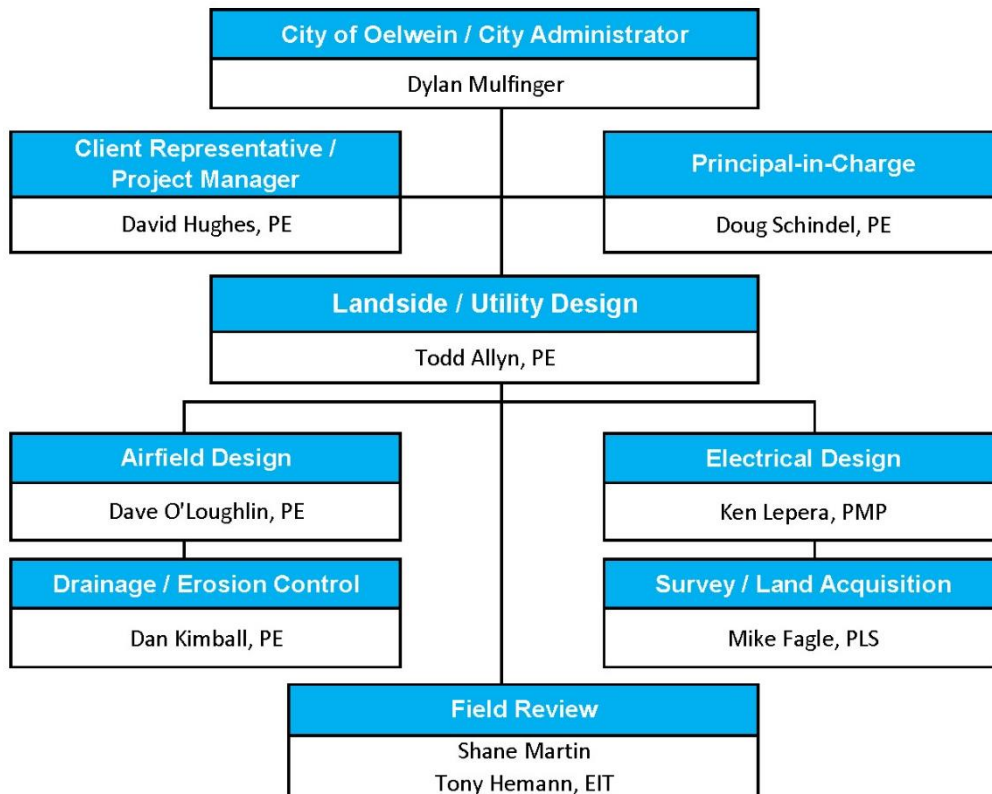 City of Oelwein / City Administrator
Dylan Mulfinger
Client Representative /
Project Manager
David Hughes, PE
Principal-in-Charge
Doug Schindel, PE
Landside / Utility Design
Todd Allyn, PE
Airfield Design
Dave O'Loughlin, PE
Electrical Design
Ken Lepera, PMP
Drainage / Erosion Control
Dan Kimball, PE
Survey / Land Acquisition
Mike Fagle, PLS
Field Review
Shane Martin
Tony Hemann, EIT